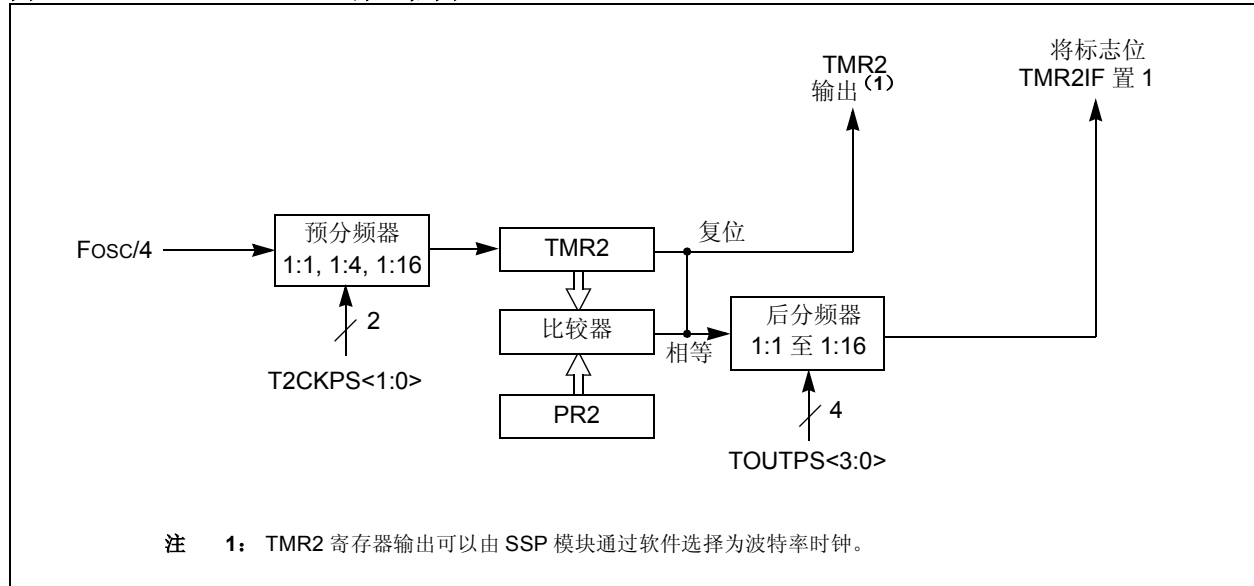 TMR2
输出(1)
将标志位
TMR2IF 置 1
FOSC/4
预分频器
1:1, 1:4, 1:16
2
T2CKPS<1:0>
TMR2
复位
比较器
相等
PR2
后分频器
1:1 至 1:16
4
TOUTPS<3:0>
注 1： TMR2 寄存器输出可以由 SSP 模块通过软件选择为波特率时钟。